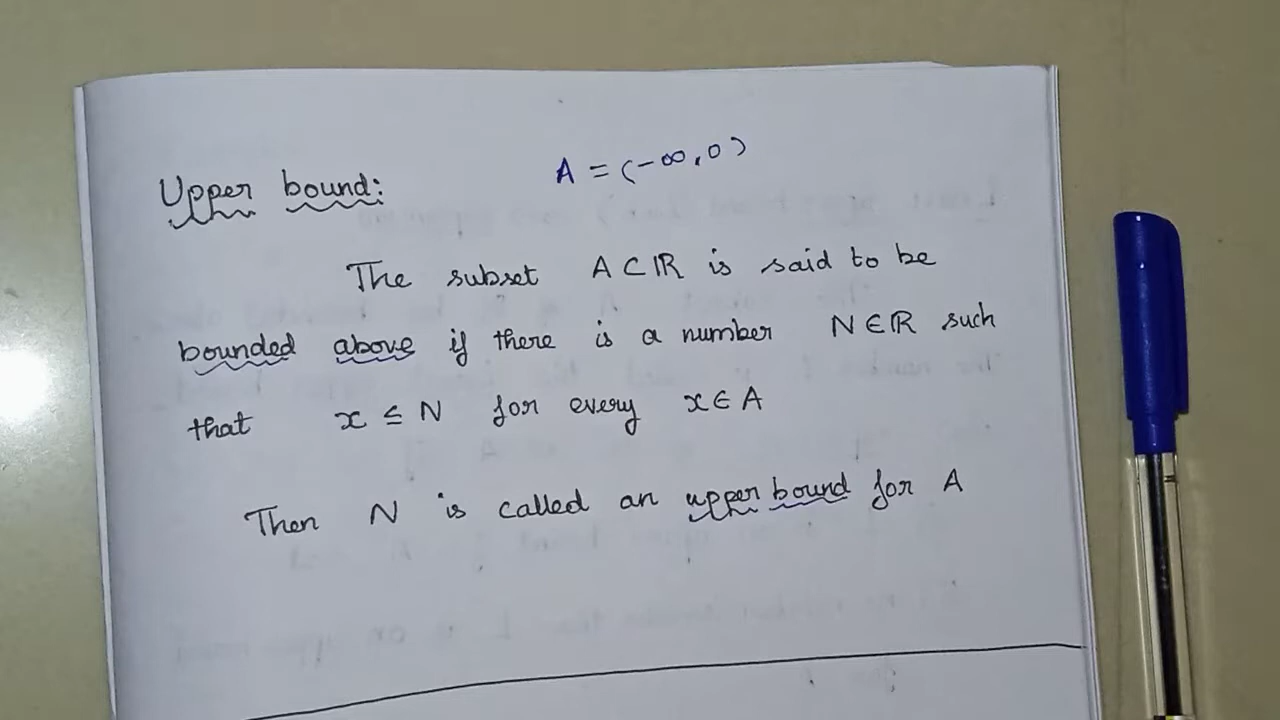 Upper bound:
A = (-∞, 0)
The subset A ⊂ ℝ is said to be
bounded above if there is a number N ∈ ℝ such
that x ≤ N for every x ∈ A
Then N is called an upper bound for A